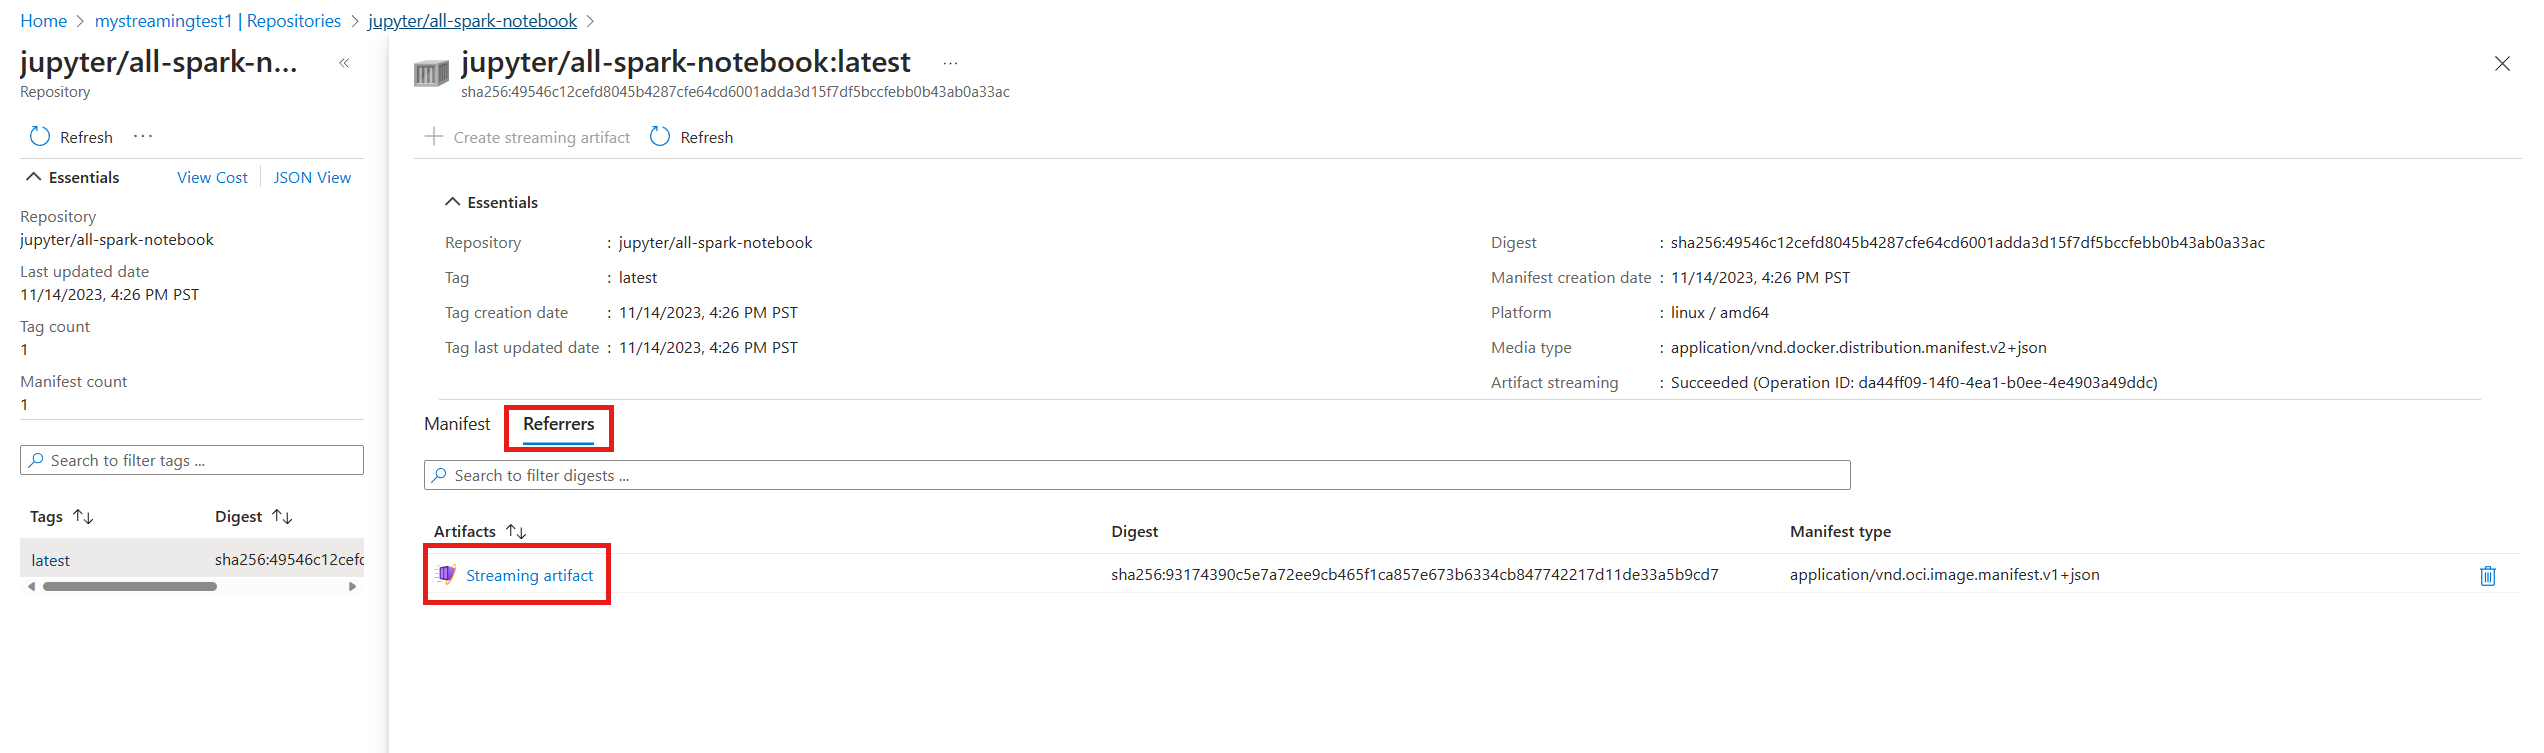 Home > mystreamingtest1 | Repositories > jupyter/all-spark-notebook >
jupyter/all-spark-n... «
Repository
Refresh ...
Essentials View Cost JSON View
Repository
jupyter/all-spark-notebook
Last updated date
11/14/2023, 4:26 PM PST
Tag count
1
Manifest count
1
Search to filter tags ...
Tags Digest
latest sha256:49546c12cefd
jupyter/all-spark-notebook:latest ...
sha256:49546c12cefd8045b4287cfe64cd6001adda3d15f7df5bccfebb0b43ab0a33ac
Create streaming artifact Refresh
Essentials
Repository : jupyter/all-spark-notebook
Tag : latest
Tag creation date : 11/14/2023, 4:26 PM PST
Tag last updated date : 11/14/2023, 4:26 PM PST
Digest : sha256:49546c12cefd8045b4287cfe64cd6001adda3d15f7df5bccfebb0b43ab0a33ac
Manifest creation date : 11/14/2023, 4:26 PM PST
Platform : linux / amd64
Media type : application/vnd.docker.distribution.manifest.v2+json
Artifact streaming : Succeeded (Operation ID: da44ff09-14f0-4ea1-b0ee-4e4903a49ddc)
Manifest Referrers
Search to filter digests ...
Artifacts Digest Manifest type
Streaming artifact sha256:93174390c5e7a72ee9cb465f1ca857e673b6334cb847742217d11de33a5b9cd7 application/vnd.oci.image.manifest.v1+json